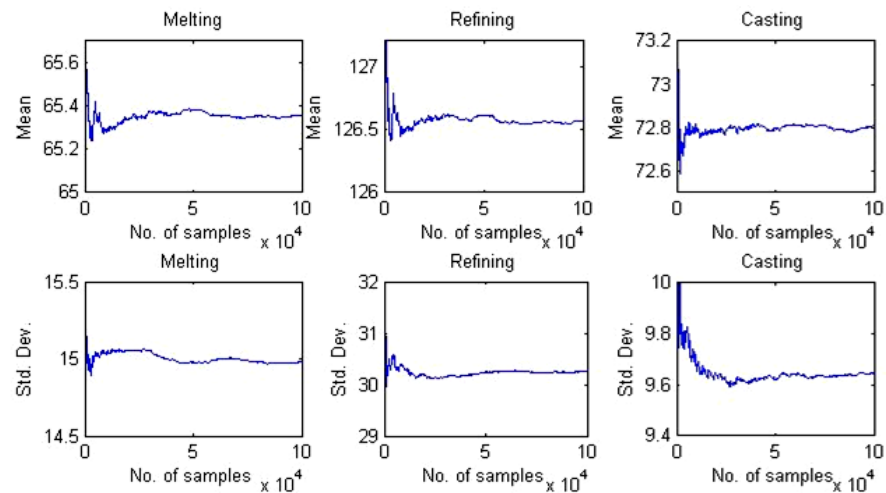 Melting
Refining
Casting
Mean
65.6
65.4
65.2
65
0
5
10
No. of samples
x 10^4
Mean
127
126.5
126
0
5
10
No. of samples
x 10^4
Mean
73.2
73
72.8
72.6
0
5
10
No. of samples
x 10^4
Melting
Refining
Casting
Std. Dev.
15.5
15
14.5
0
5
10
No. of samples
x 10^4
Std. Dev.
32
31
30
29
0
5
10
No. of samples
x 10^4
Std. Dev.
10
9.8
9.6
9.4
0
5
10
No. of samples
x 10^4